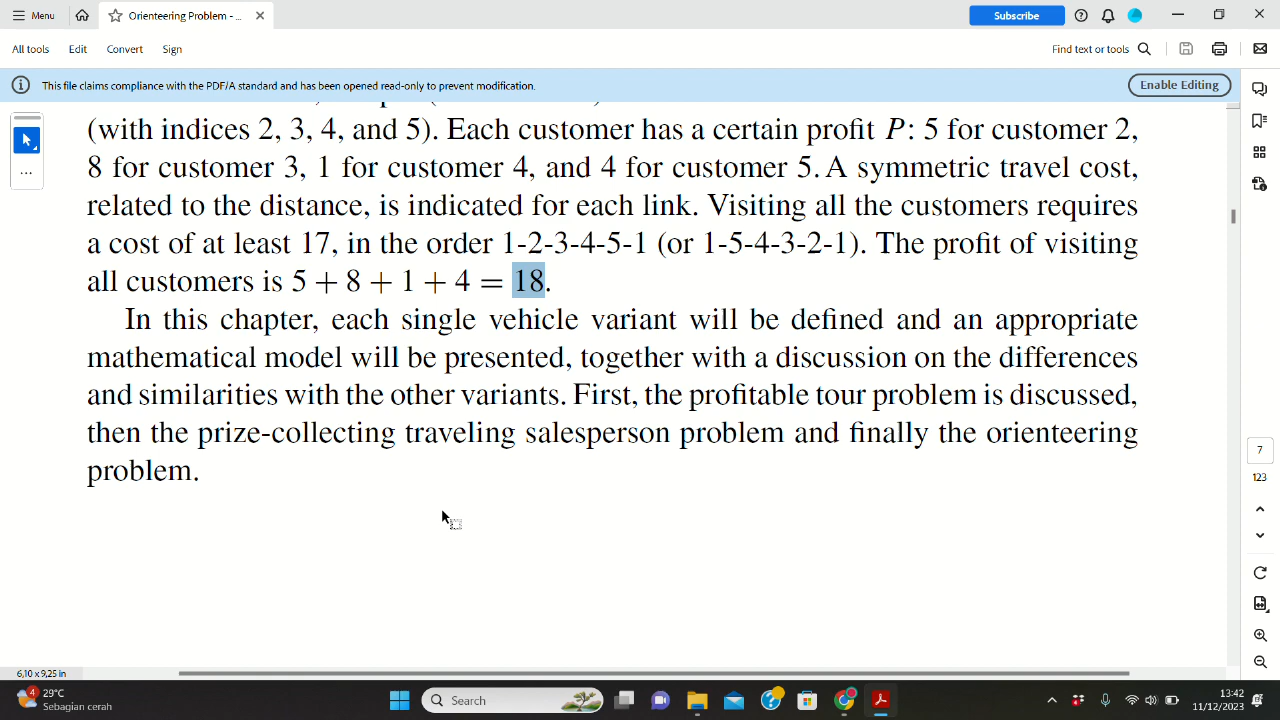 Menu
Orienteering Problem - ...
Subscribe
All tools Edit Convert Sign
Find text or tools
This file claims compliance with the PDF/A standard and has been opened read-only to prevent modification.
Enable Editing
(with indices 2, 3, 4, and 5). Each customer has a certain profit P: 5 for customer 2,
8 for customer 3, 1 for customer 4, and 4 for customer 5. A symmetric travel cost,
related to the distance, is indicated for each link. Visiting all the customers requires
a cost of at least 17, in the order 1-2-3-4-5-1 (or 1-5-4-3-2-1). The profit of visiting
all customers is 5 + 8 + 1 + 4 = 18.
In this chapter, each single vehicle variant will be defined and an appropriate
mathematical model will be presented, together with a discussion on the differences
and similarities with the other variants. First, the profitable tour problem is discussed,
then the prize-collecting traveling salesperson problem and finally the orienteering
problem.
7
123
6,10 x 9,25 in
4
29°C
Sebagian cerah
Search
13:42
11/12/2023